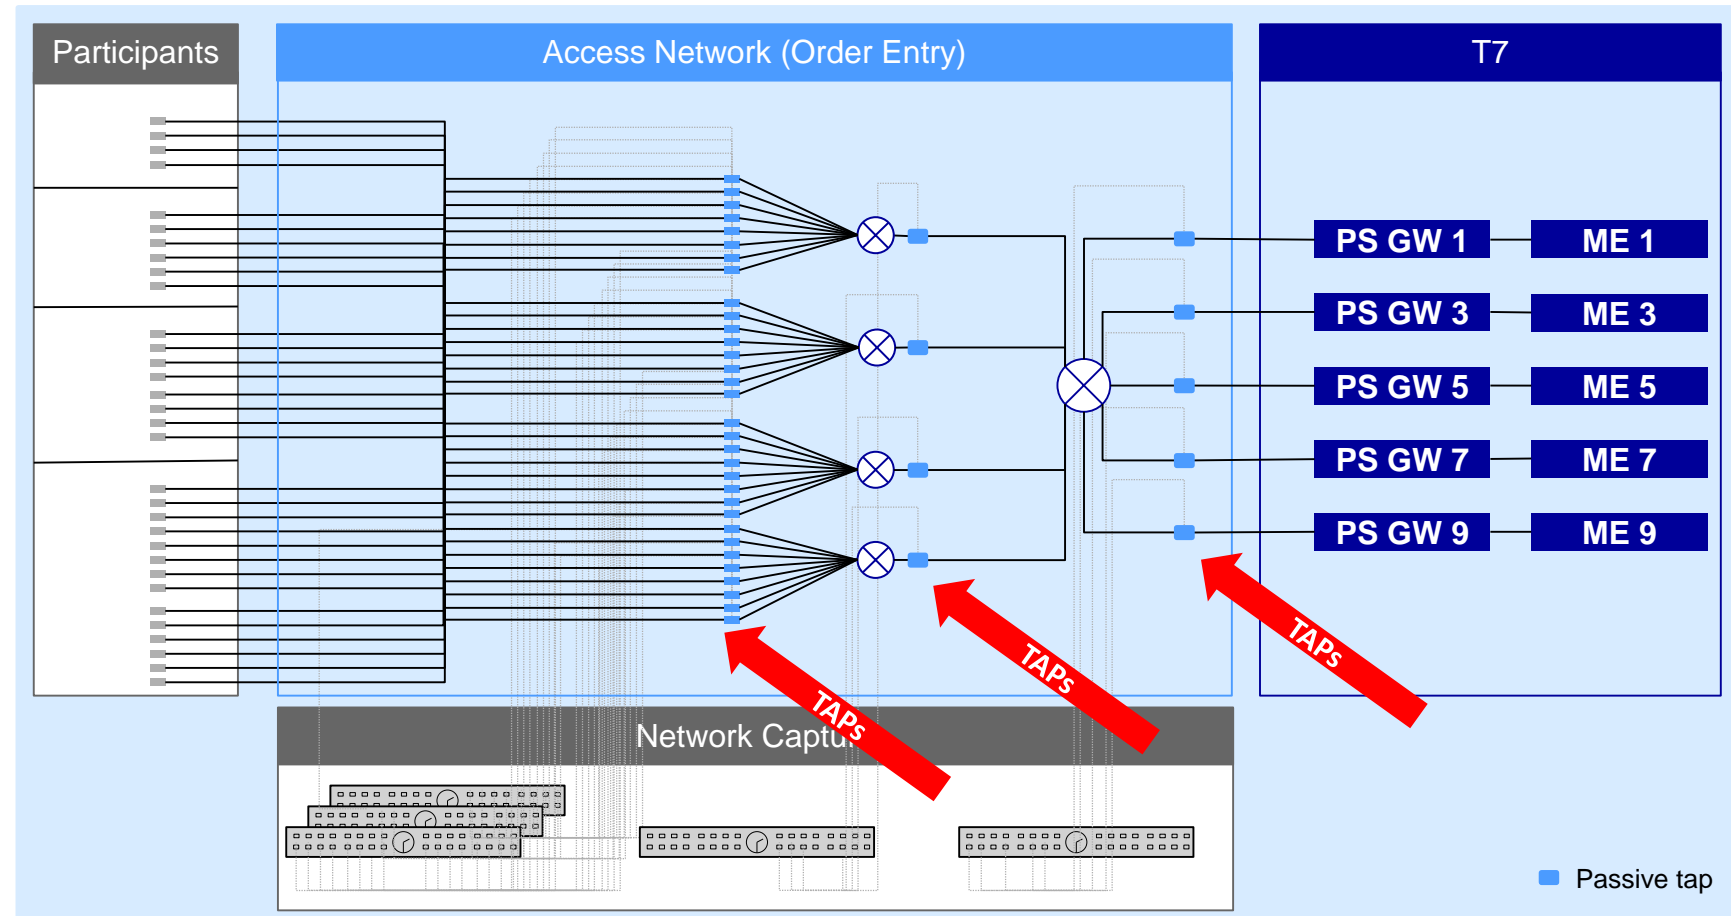 Participants
Access Network (Order Entry)
T7
PS GW 1
ME 1
PS GW 3
ME 3
PS GW 5
ME 5
PS GW 7
ME 7
PS GW 9
ME 9
TAPs
TAPs
TAPs
Network Captu
Passive tap